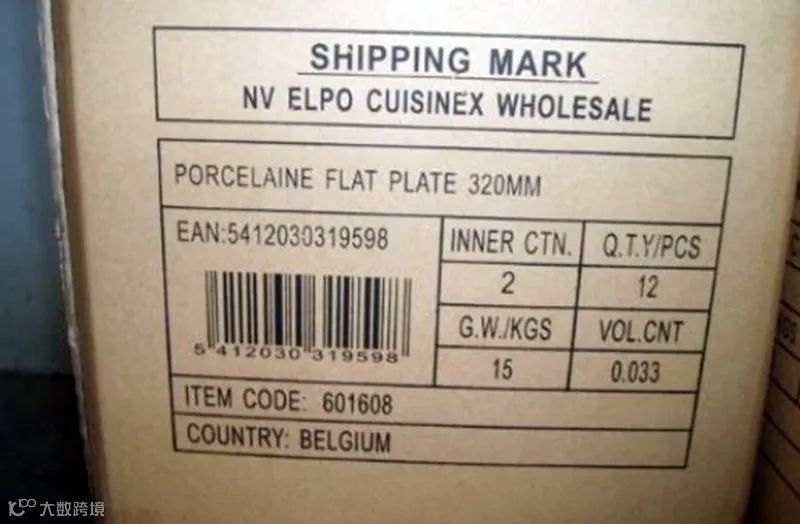 SHIPPING MARK
NV ELPO CUISINEX WHOLESALE
PORCELAINE FLAT PLATE 320MM
EAN:5412030319598
INNER CTN. Q.T.Y/PCS
2 12
G.W./KGS VOL.CNT
15 0.033
5 412030 319598
ITEM CODE: 601608
COUNTRY: BELGIUM
大数跨境